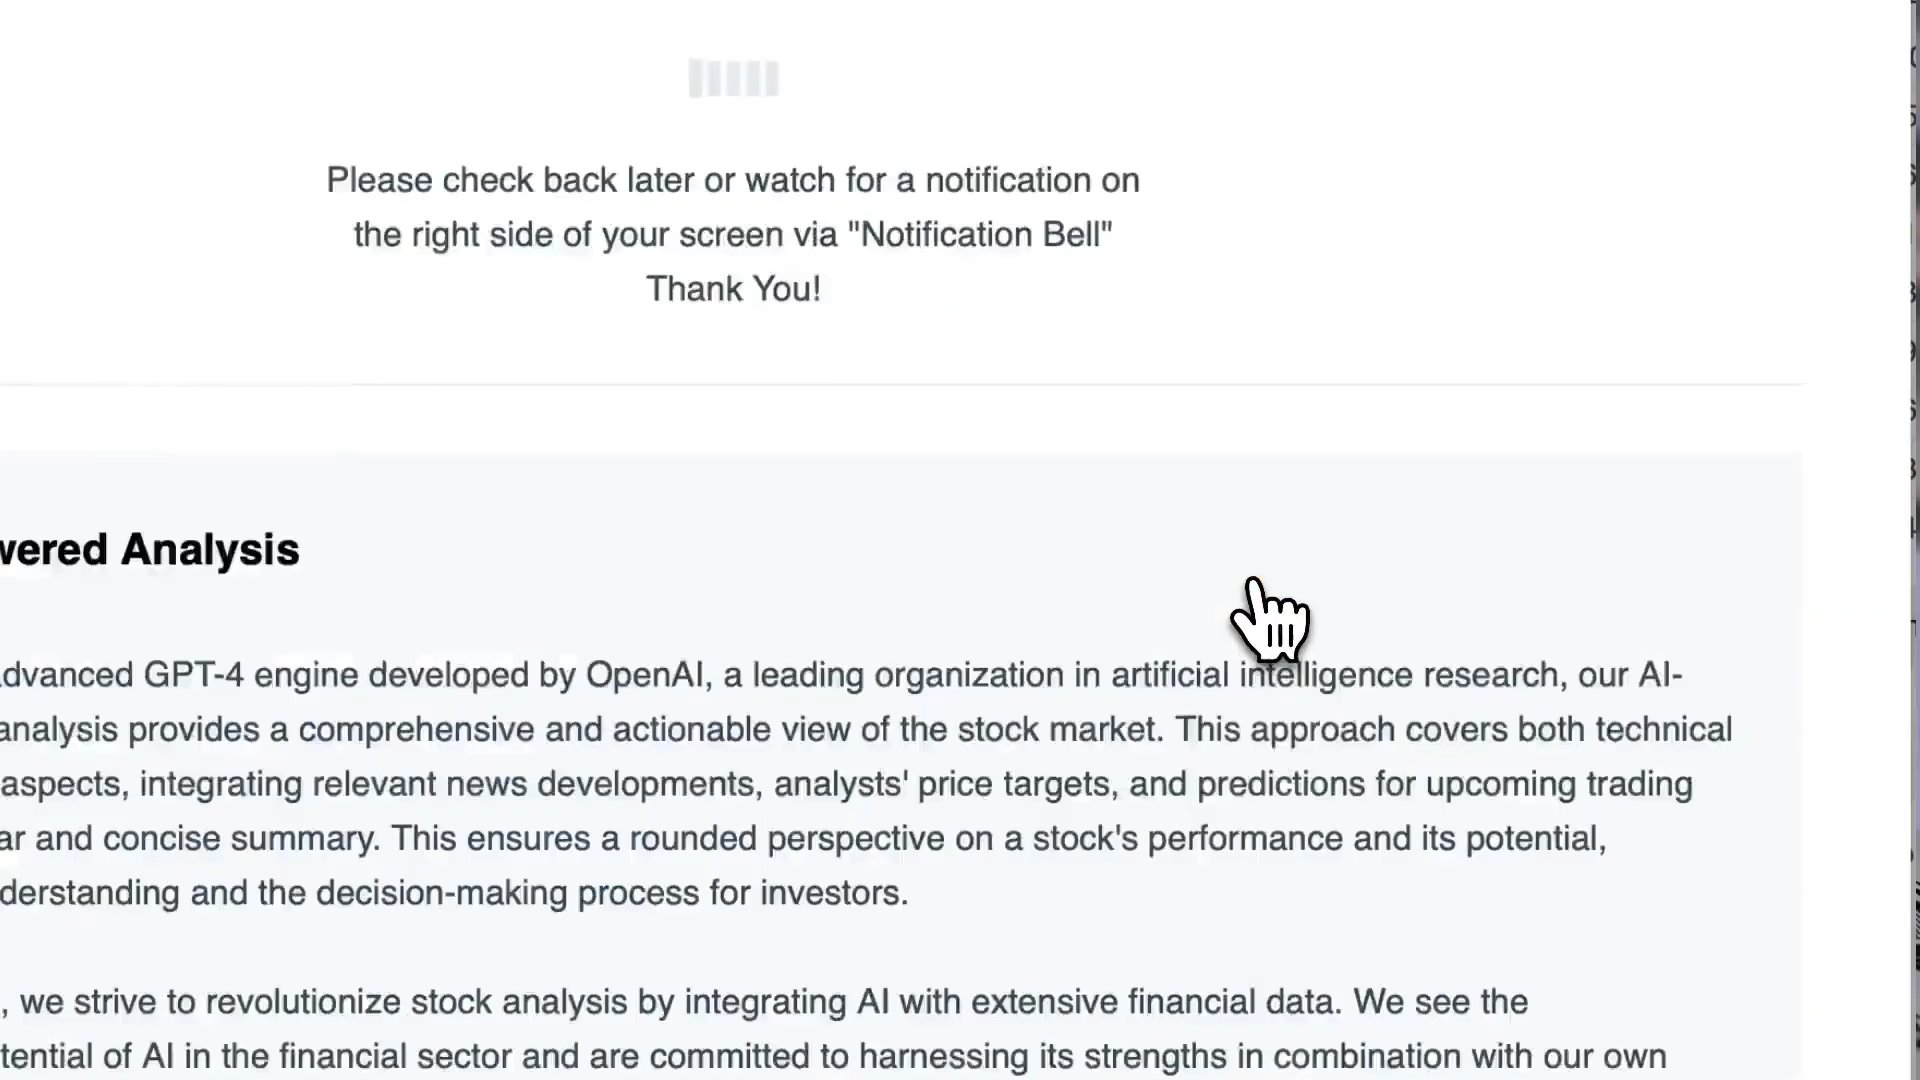 Please check back later or watch for a notification on
the right side of your screen via "Notification Bell"
Thank You!
wered Analysis
dvanced GPT-4 engine developed by OpenAI, a leading organization in artificial intelligence research, our AI-
analysis provides a comprehensive and actionable view of the stock market. This approach covers both technical
aspects, integrating relevant news developments, analysts' price targets, and predictions for upcoming trading
ar and concise summary. This ensures a rounded perspective on a stock's performance and its potential,
derstanding and the decision-making process for investors.
, we strive to revolutionize stock analysis by integrating AI with extensive financial data. We see the
tential of AI in the financial sector and are committed to harnessing its strengths in combination with our own